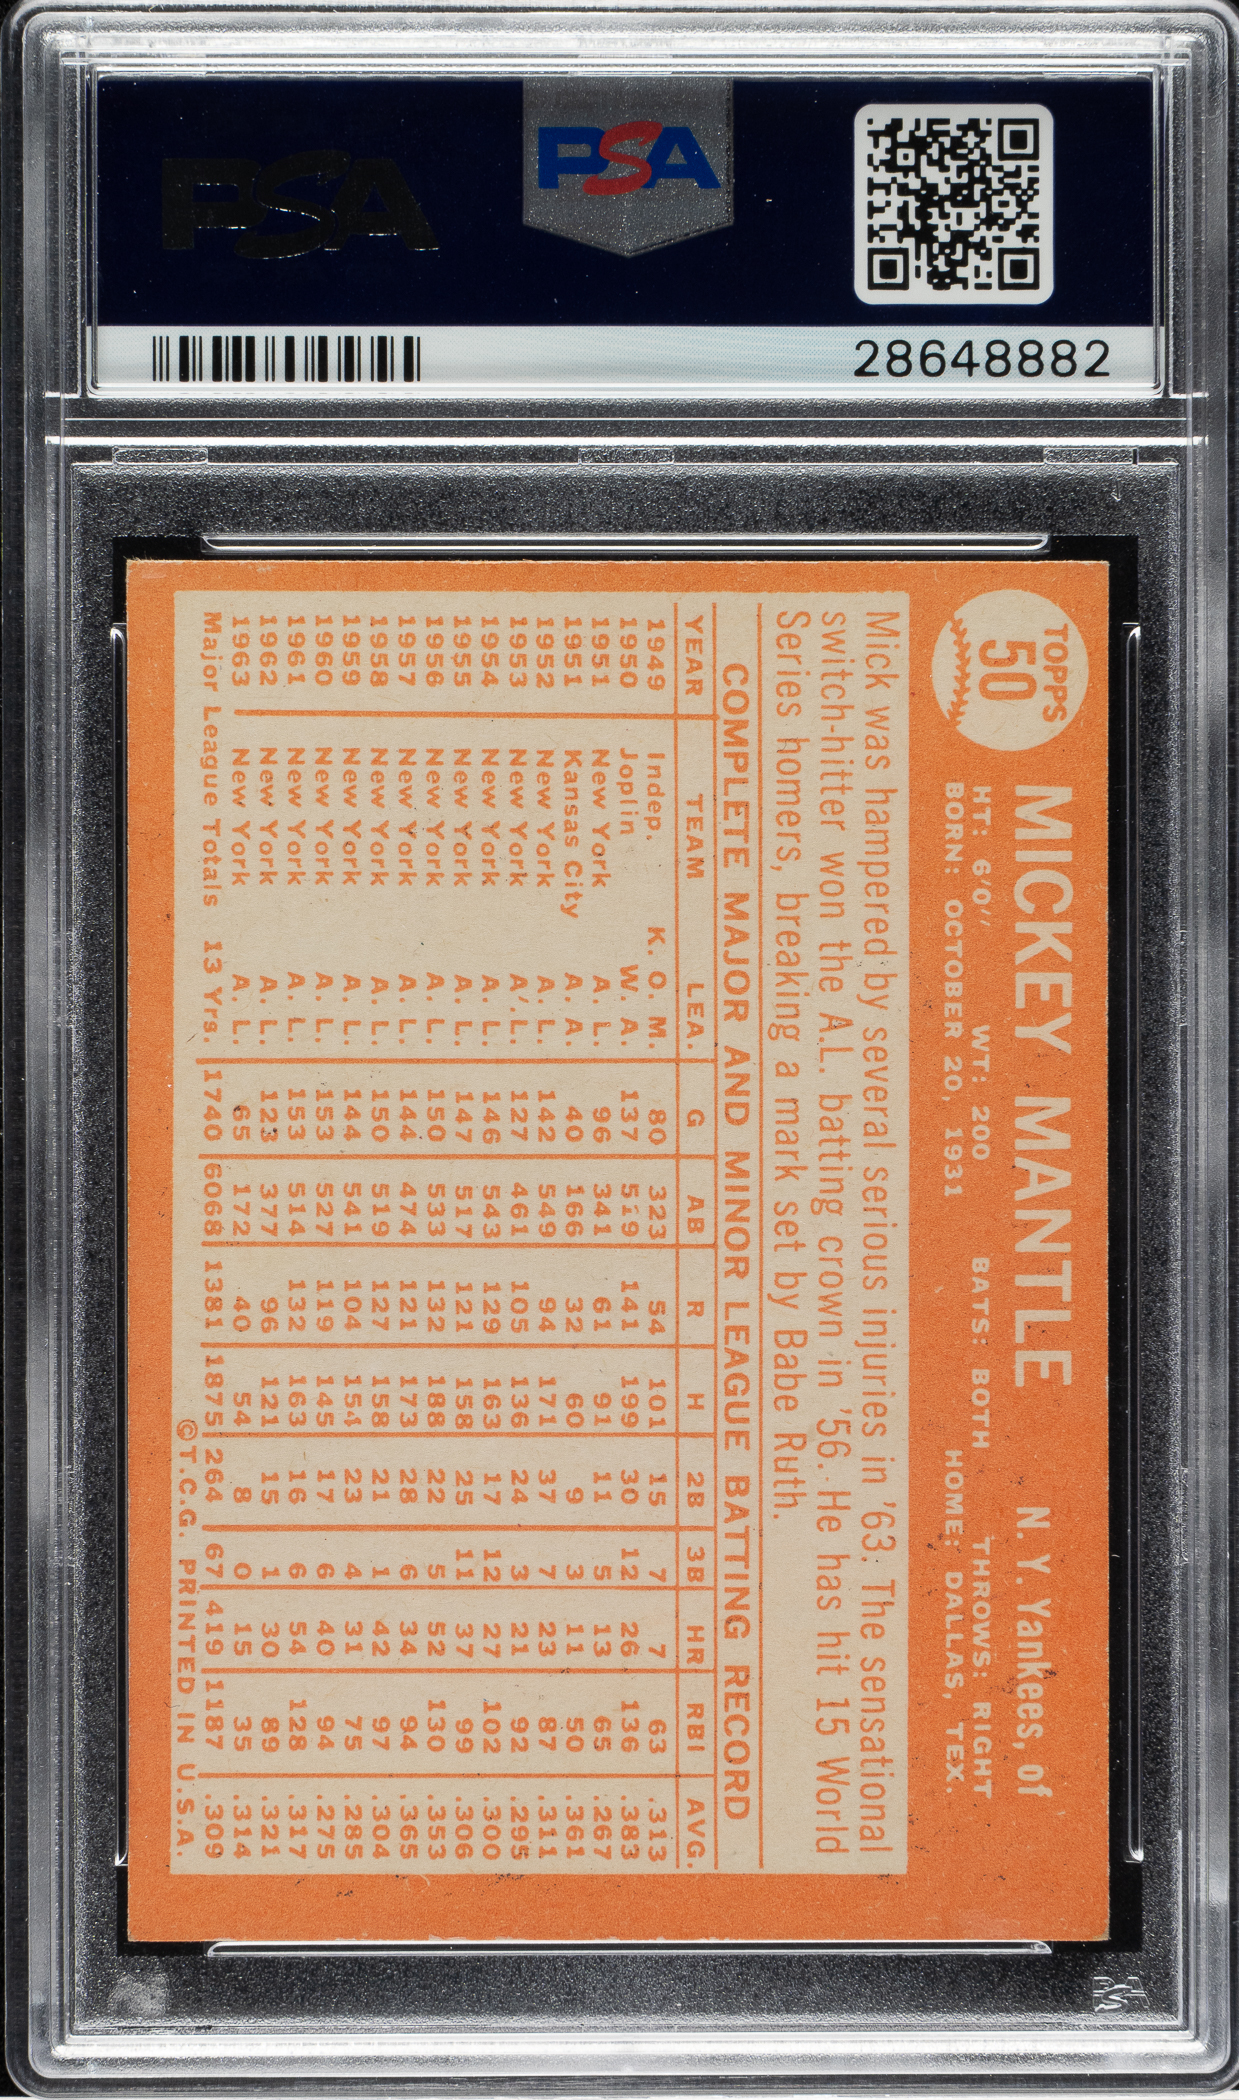 PSA
PSA
28648882
TOPPS
50
MICKEY MANTLE N. Y. Yankees, of
HT: 6'0" WT: 200 BATS: BOTH THROWS: RIGHT
BORN: OCTOBER 20, 1931 HOME: DALLAS, TEX.
Mick was hampered by several serious injuries in '63. The sensational
switch-hitter won the A.L. batting crown in '56. He has hit 15 World
Series homers, breaking a mark set by Babe Ruth.
COMPLETE MAJOR AND MINOR LEAGUE BATTING RECORD
YEAR TEAM LEA. G AB R H 2B 3B HR RBI AVG.
1949 Indep. K. O. M. 80 323 54 101 15 7 7 63 .313
1950 Joplin W. A. 137 519 141 199 30 12 26 136 .383
1951 New York A. L. 96 341 61 91 11 5 13 65 .267
1951 Kansas City A. A. 40 166 32 60 9 3 11 50 .361
1952 New York A. L. 142 549 94 171 37 7 23 87 .311
1953 New York A. L. 127 461 105 136 24 3 21 92 .295
1954 New York A. L. 146 543 129 163 17 12 27 102 .300
1955 New York A. L. 147 517 121 158 25 11 37 99 .306
1956 New York A. L. 150 533 132 188 22 5 52 130 .353
1957 New York A. L. 144 474 121 173 28 6 34 94 .365
1958 New York A. L. 150 519 127 158 21 1 42 97 .304
1959 New York A. L. 144 541 104 154 23 4 31 75 .285
1960 New York A. L. 153 527 119 145 17 6 40 94 .275
1961 New York A. L. 153 514 132 163 16 6 54 128 .317
1962 New York A. L. 123 377 96 121 15 1 30 89 .321
1963 New York A. L. 65 172 40 54 8 0 15 35 .314
Major League Totals 13 Yrs. 1740 6068 1381 1875 264 67 419 1187 .309
©T.C.G. PRINTED IN U.S.A.
PSA